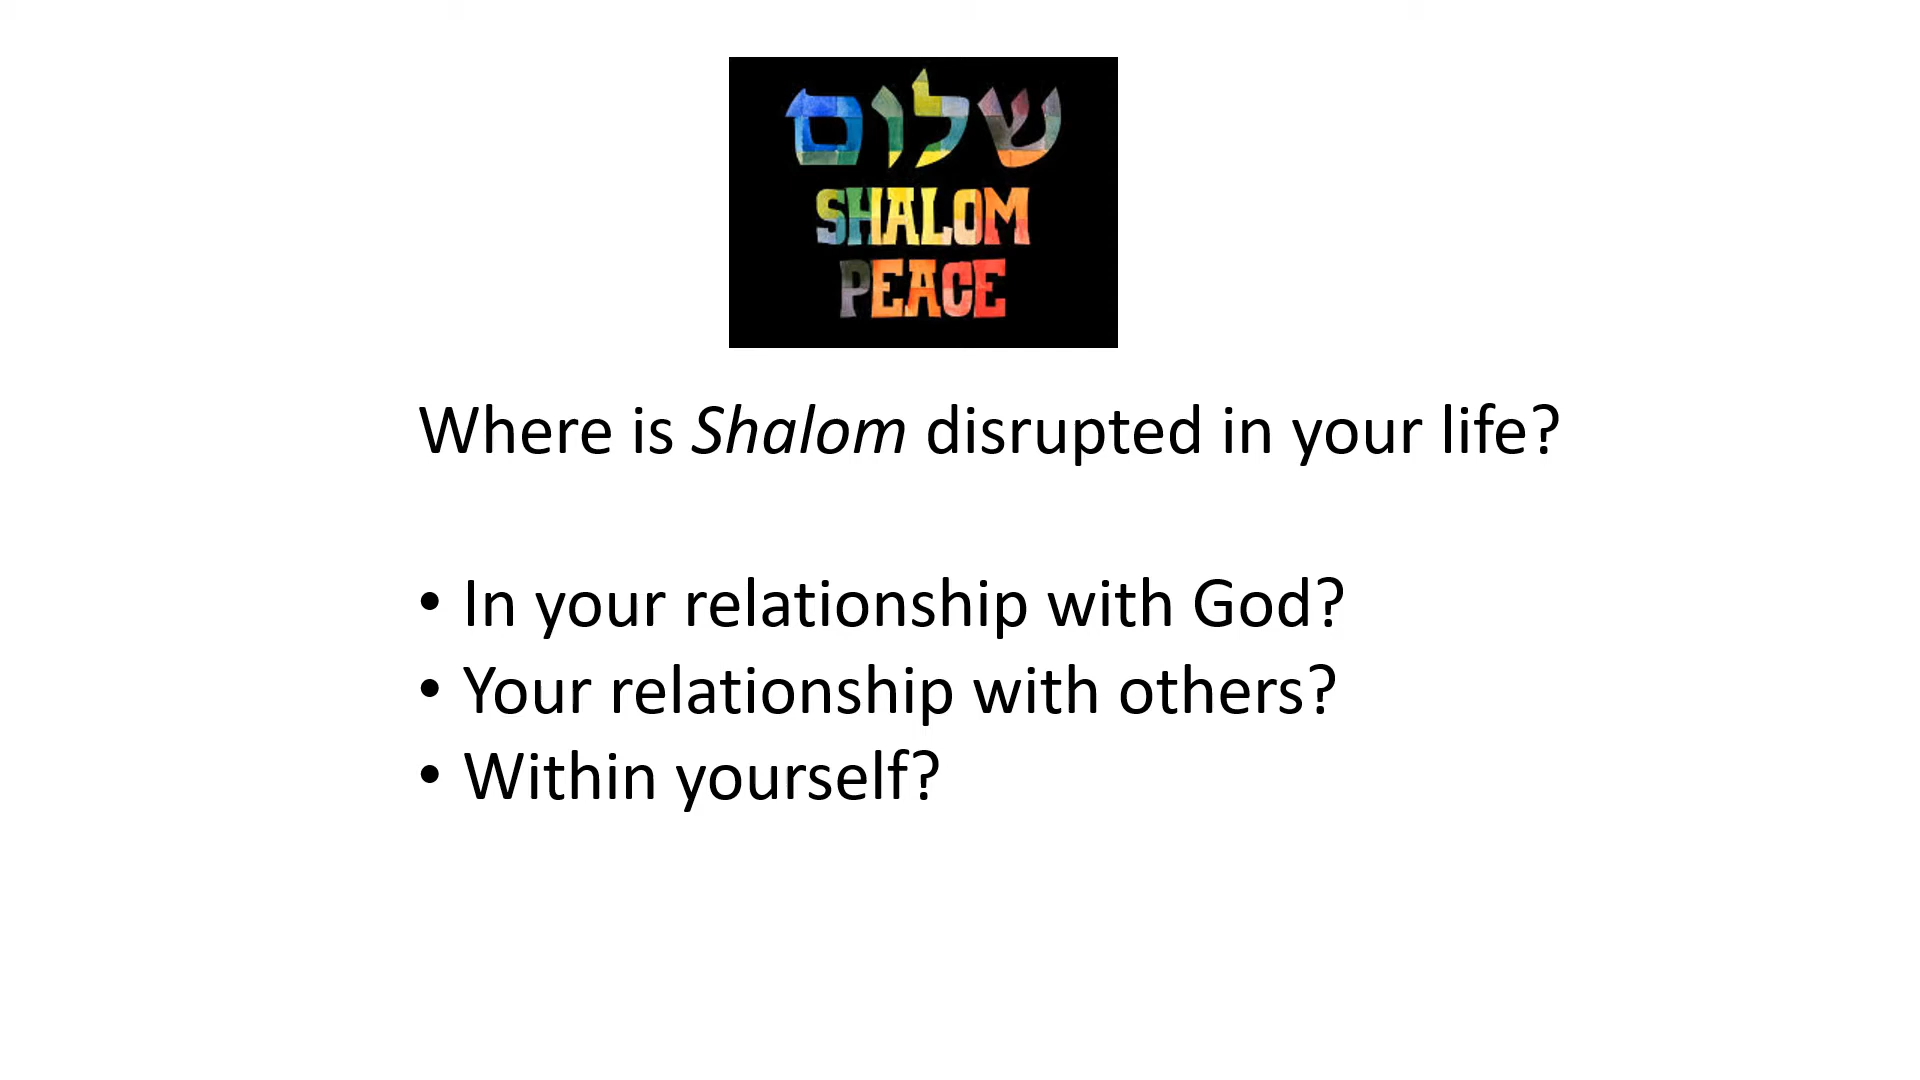 שלום
SHALOM
PEACE
Where is Shalom disrupted in your life?
• In your relationship with God?
• Your relationship with others?
• Within yourself?